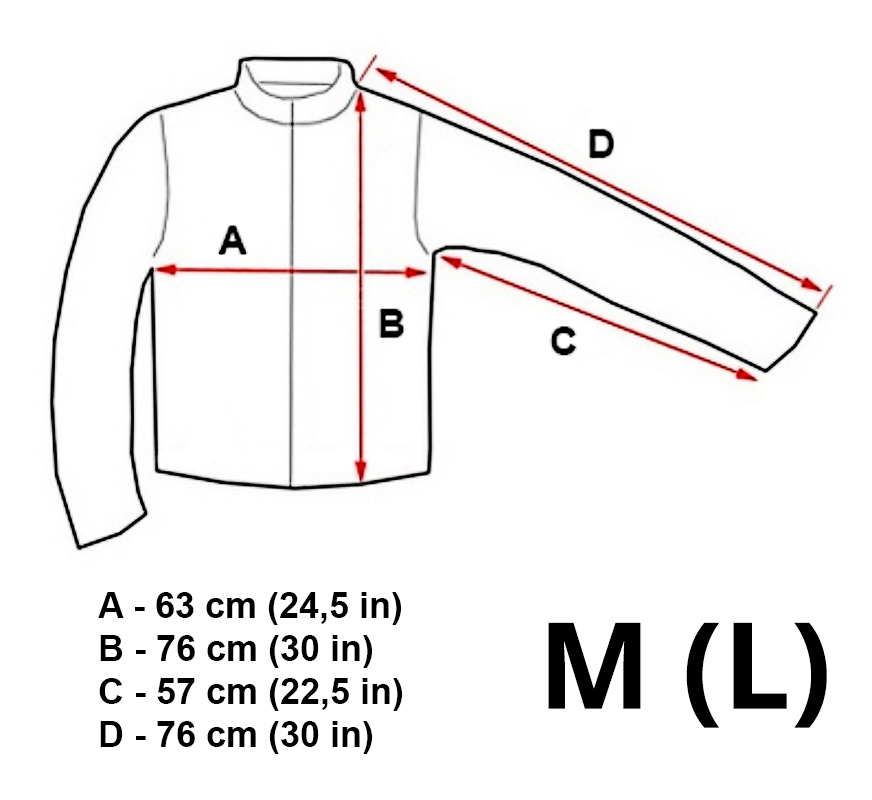 D
A
B
C
A - 63 cm (24,5 in)
B - 76 cm (30 in)
C - 57 cm (22,5 in)
D - 76 cm (30 in)
M (L)